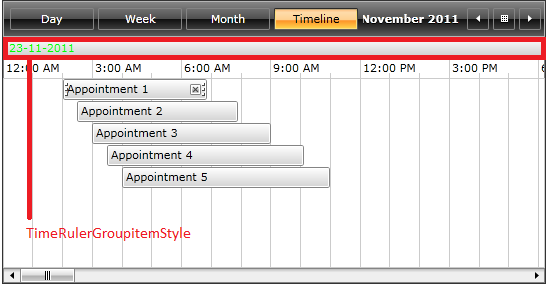 Day Week Month Timeline November 2011
23-11-2011
12:00 AM 3:00 AM 6:00 AM 9:00 AM 12:00 PM 3:00 PM
Appointment 1
Appointment 2
Appointment 3
Appointment 4
Appointment 5
TimeRulerGroupitemStyle